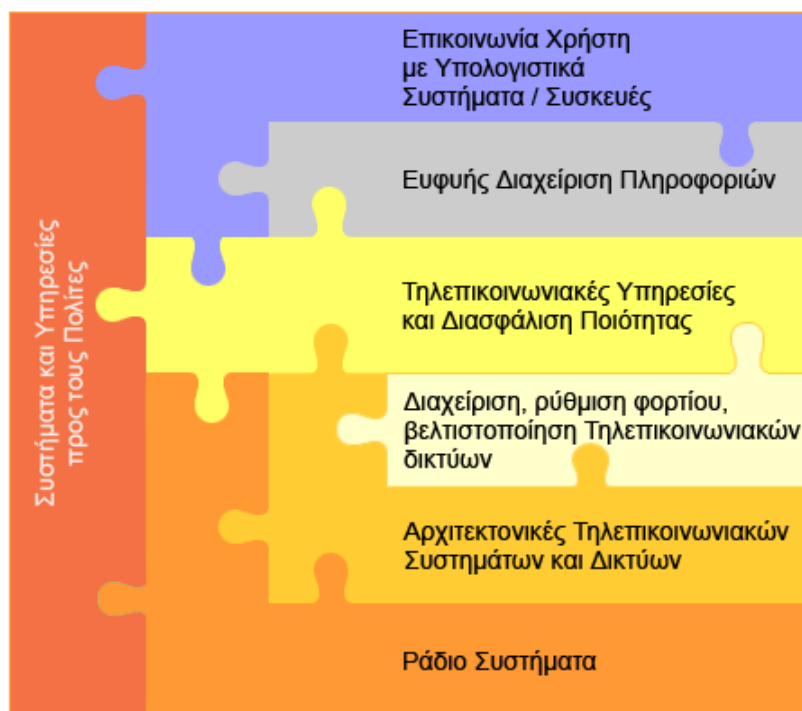 Συστήματα και Υπηρεσίες
προς τους Πολίτες
Επικοινωνία Χρήστη
με Υπολογιστικά
Συστήματα / Συσκευές
Ευφυής Διαχείριση Πληροφοριών
Τηλεπικοινωνιακές Υπηρεσίες
και Διασφάλιση Ποιότητας
Διαχείριση, ρύθμιση φορτίου,
βελτιστοποίηση Τηλεπικοινωνιακών
δικτύων
Αρχιτεκτονικές Τηλεπικοινωνιακών
Συστημάτων και Δικτύων
Ράδιο Συστήματα